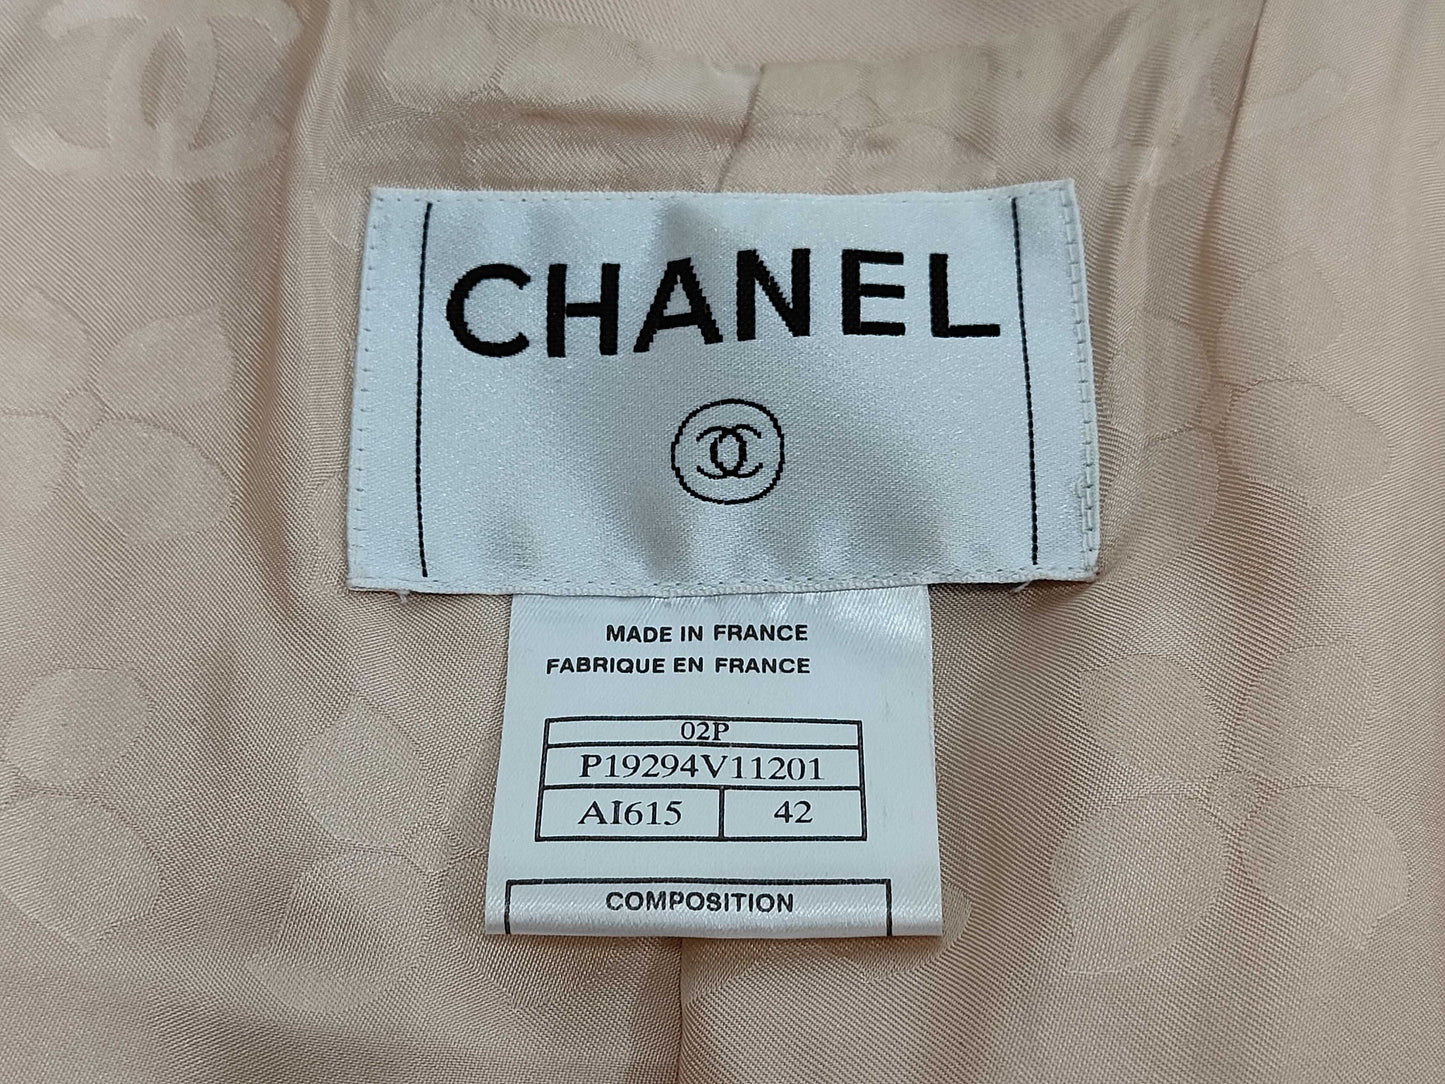 CHANEL
MADE IN FRANCE
FABRIQUE EN FRANCE
02P
P19294V11201
AI615 42
COMPOSITION